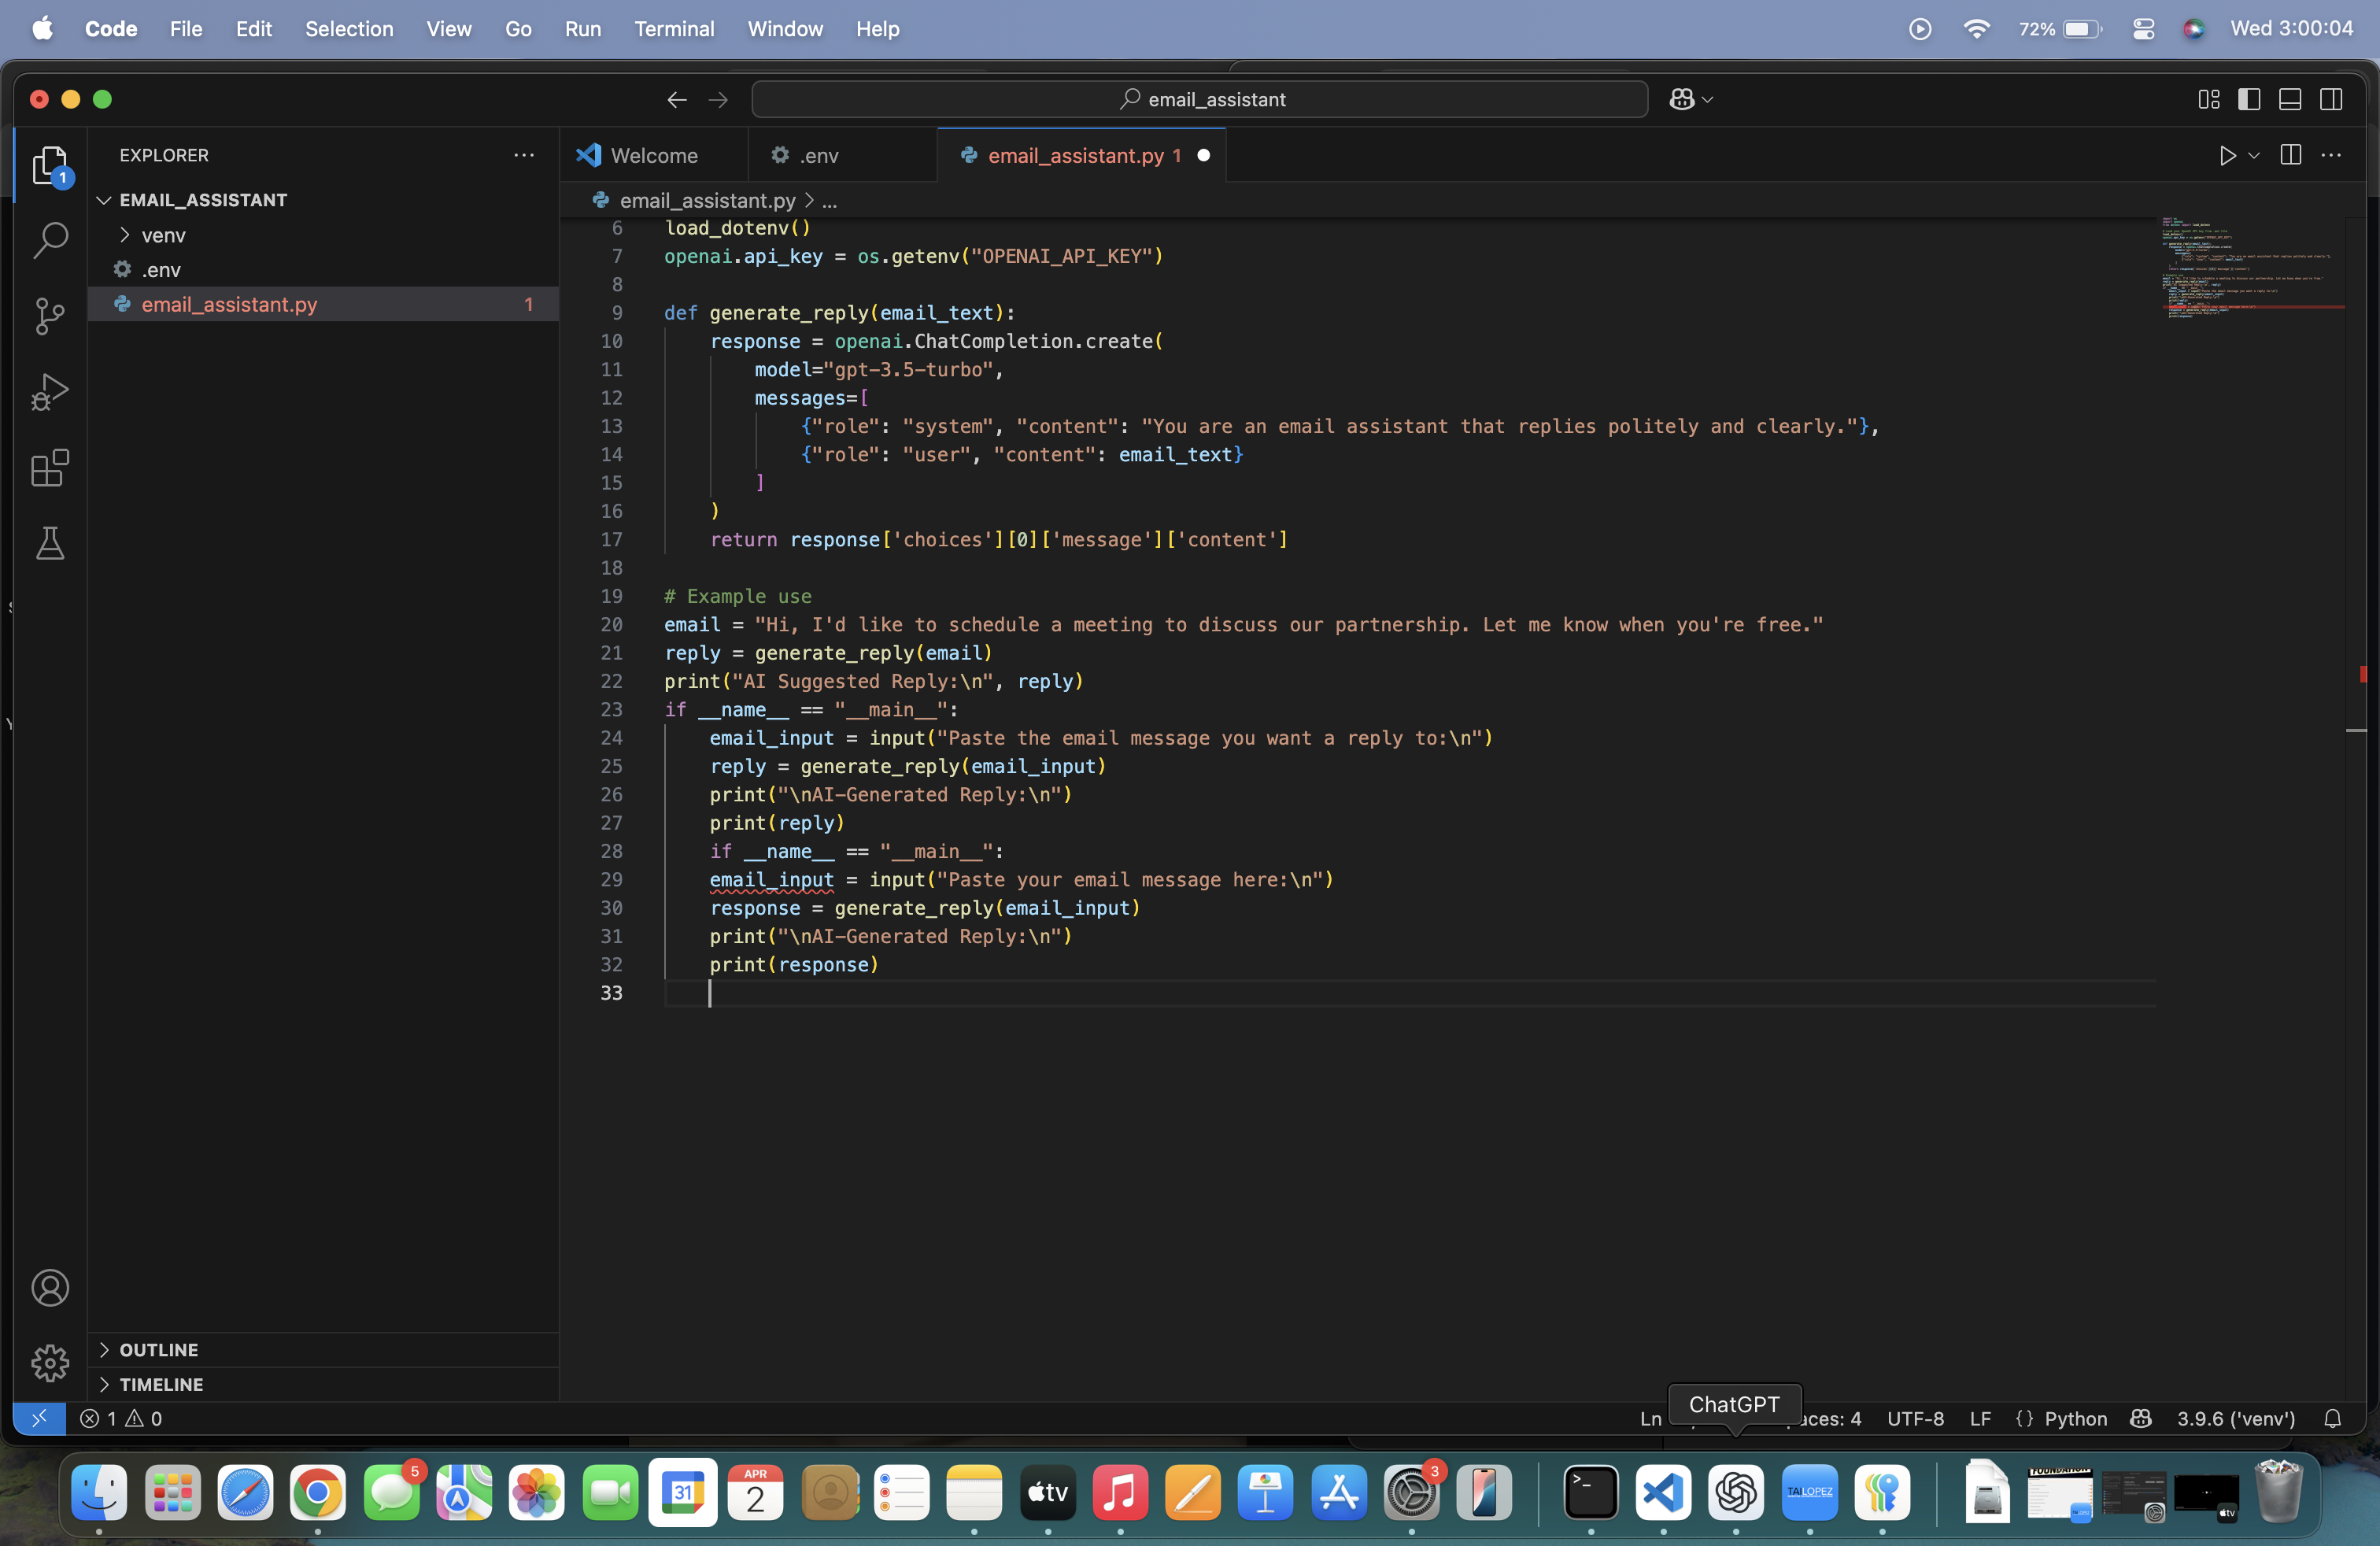 Code File Edit Selection View Go Run Terminal Window Help 72% Wed 3:00:04
email_assistant
EXPLORER
Welcome .env email_assistant.py 1
1
EMAIL_ASSISTANT
email_assistant.py > ...
venv
.env
email_assistant.py 1
6 load_dotenv()
7 openai.api_key = os.getenv("OPENAI_API_KEY")
8
9 def generate_reply(email_text):
10 response = openai.ChatCompletion.create(
11 model="gpt-3.5-turbo",
12 messages=[
13 {"role": "system", "content": "You are an email assistant that replies politely and clearly."},
14 {"role": "user", "content": email_text}
15 ]
16 )
17 return response['choices'][0]['message']['content']
18
19 # Example use
20 email = "Hi, I'd like to schedule a meeting to discuss our partnership. Let me know when you're free."
21 reply = generate_reply(email)
22 print("AI Suggested Reply:\n", reply)
23 if __name__ == "__main__":
24 email_input = input("Paste the email message you want a reply to:\n")
25 reply = generate_reply(email_input)
26 print("\nAI-Generated Reply:\n")
27 print(reply)
28 if __name__ == "__main__":
29 email_input = input("Paste your email message here:\n")
30 response = generate_reply(email_input)
31 print("\nAI-Generated Reply:\n")
32 print(response)
33
OUTLINE
TIMELINE
ChatGPT
1 0 Ln aces: 4 UTF-8 LF {} Python 3.9.6 ('venv')
5 31 APR 2 tv 3 TAI LOPEZ FOUNDATION tv